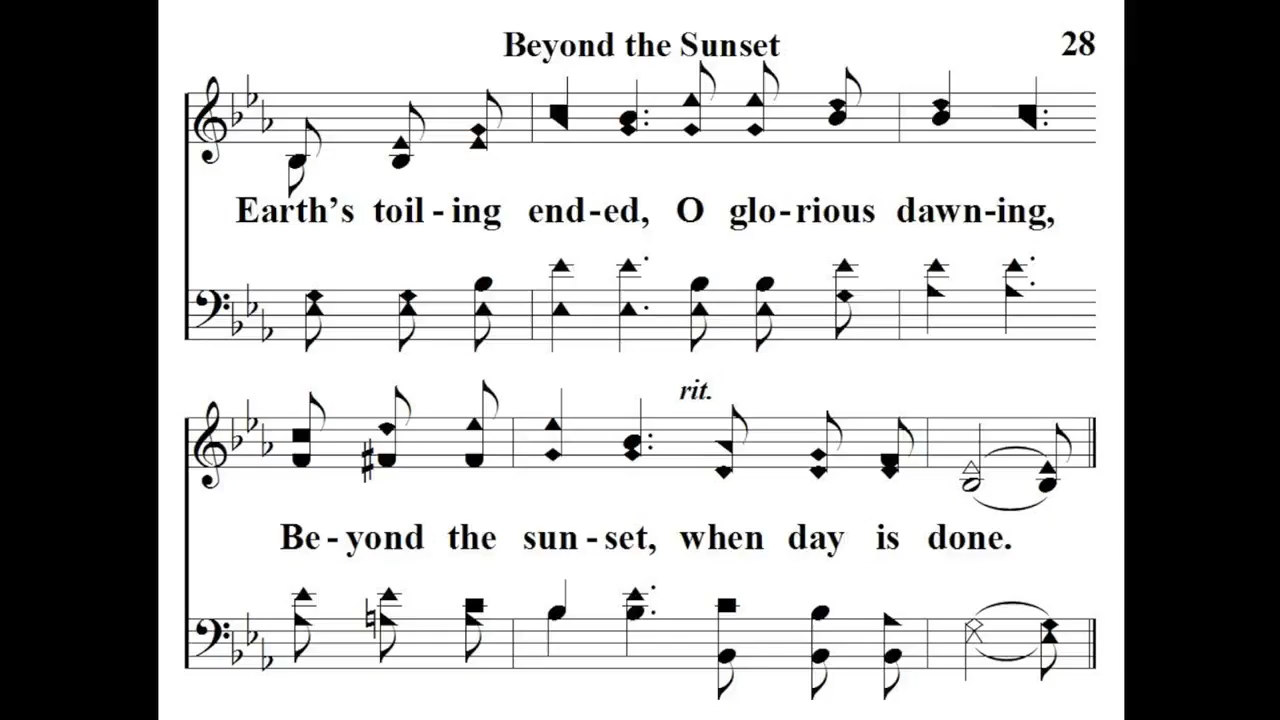 Beyond the Sunset 28
Earth's toil - ing end-ed, O glo-rious dawn-ing,
rit.
Be - yond the sun - set, when day is done.